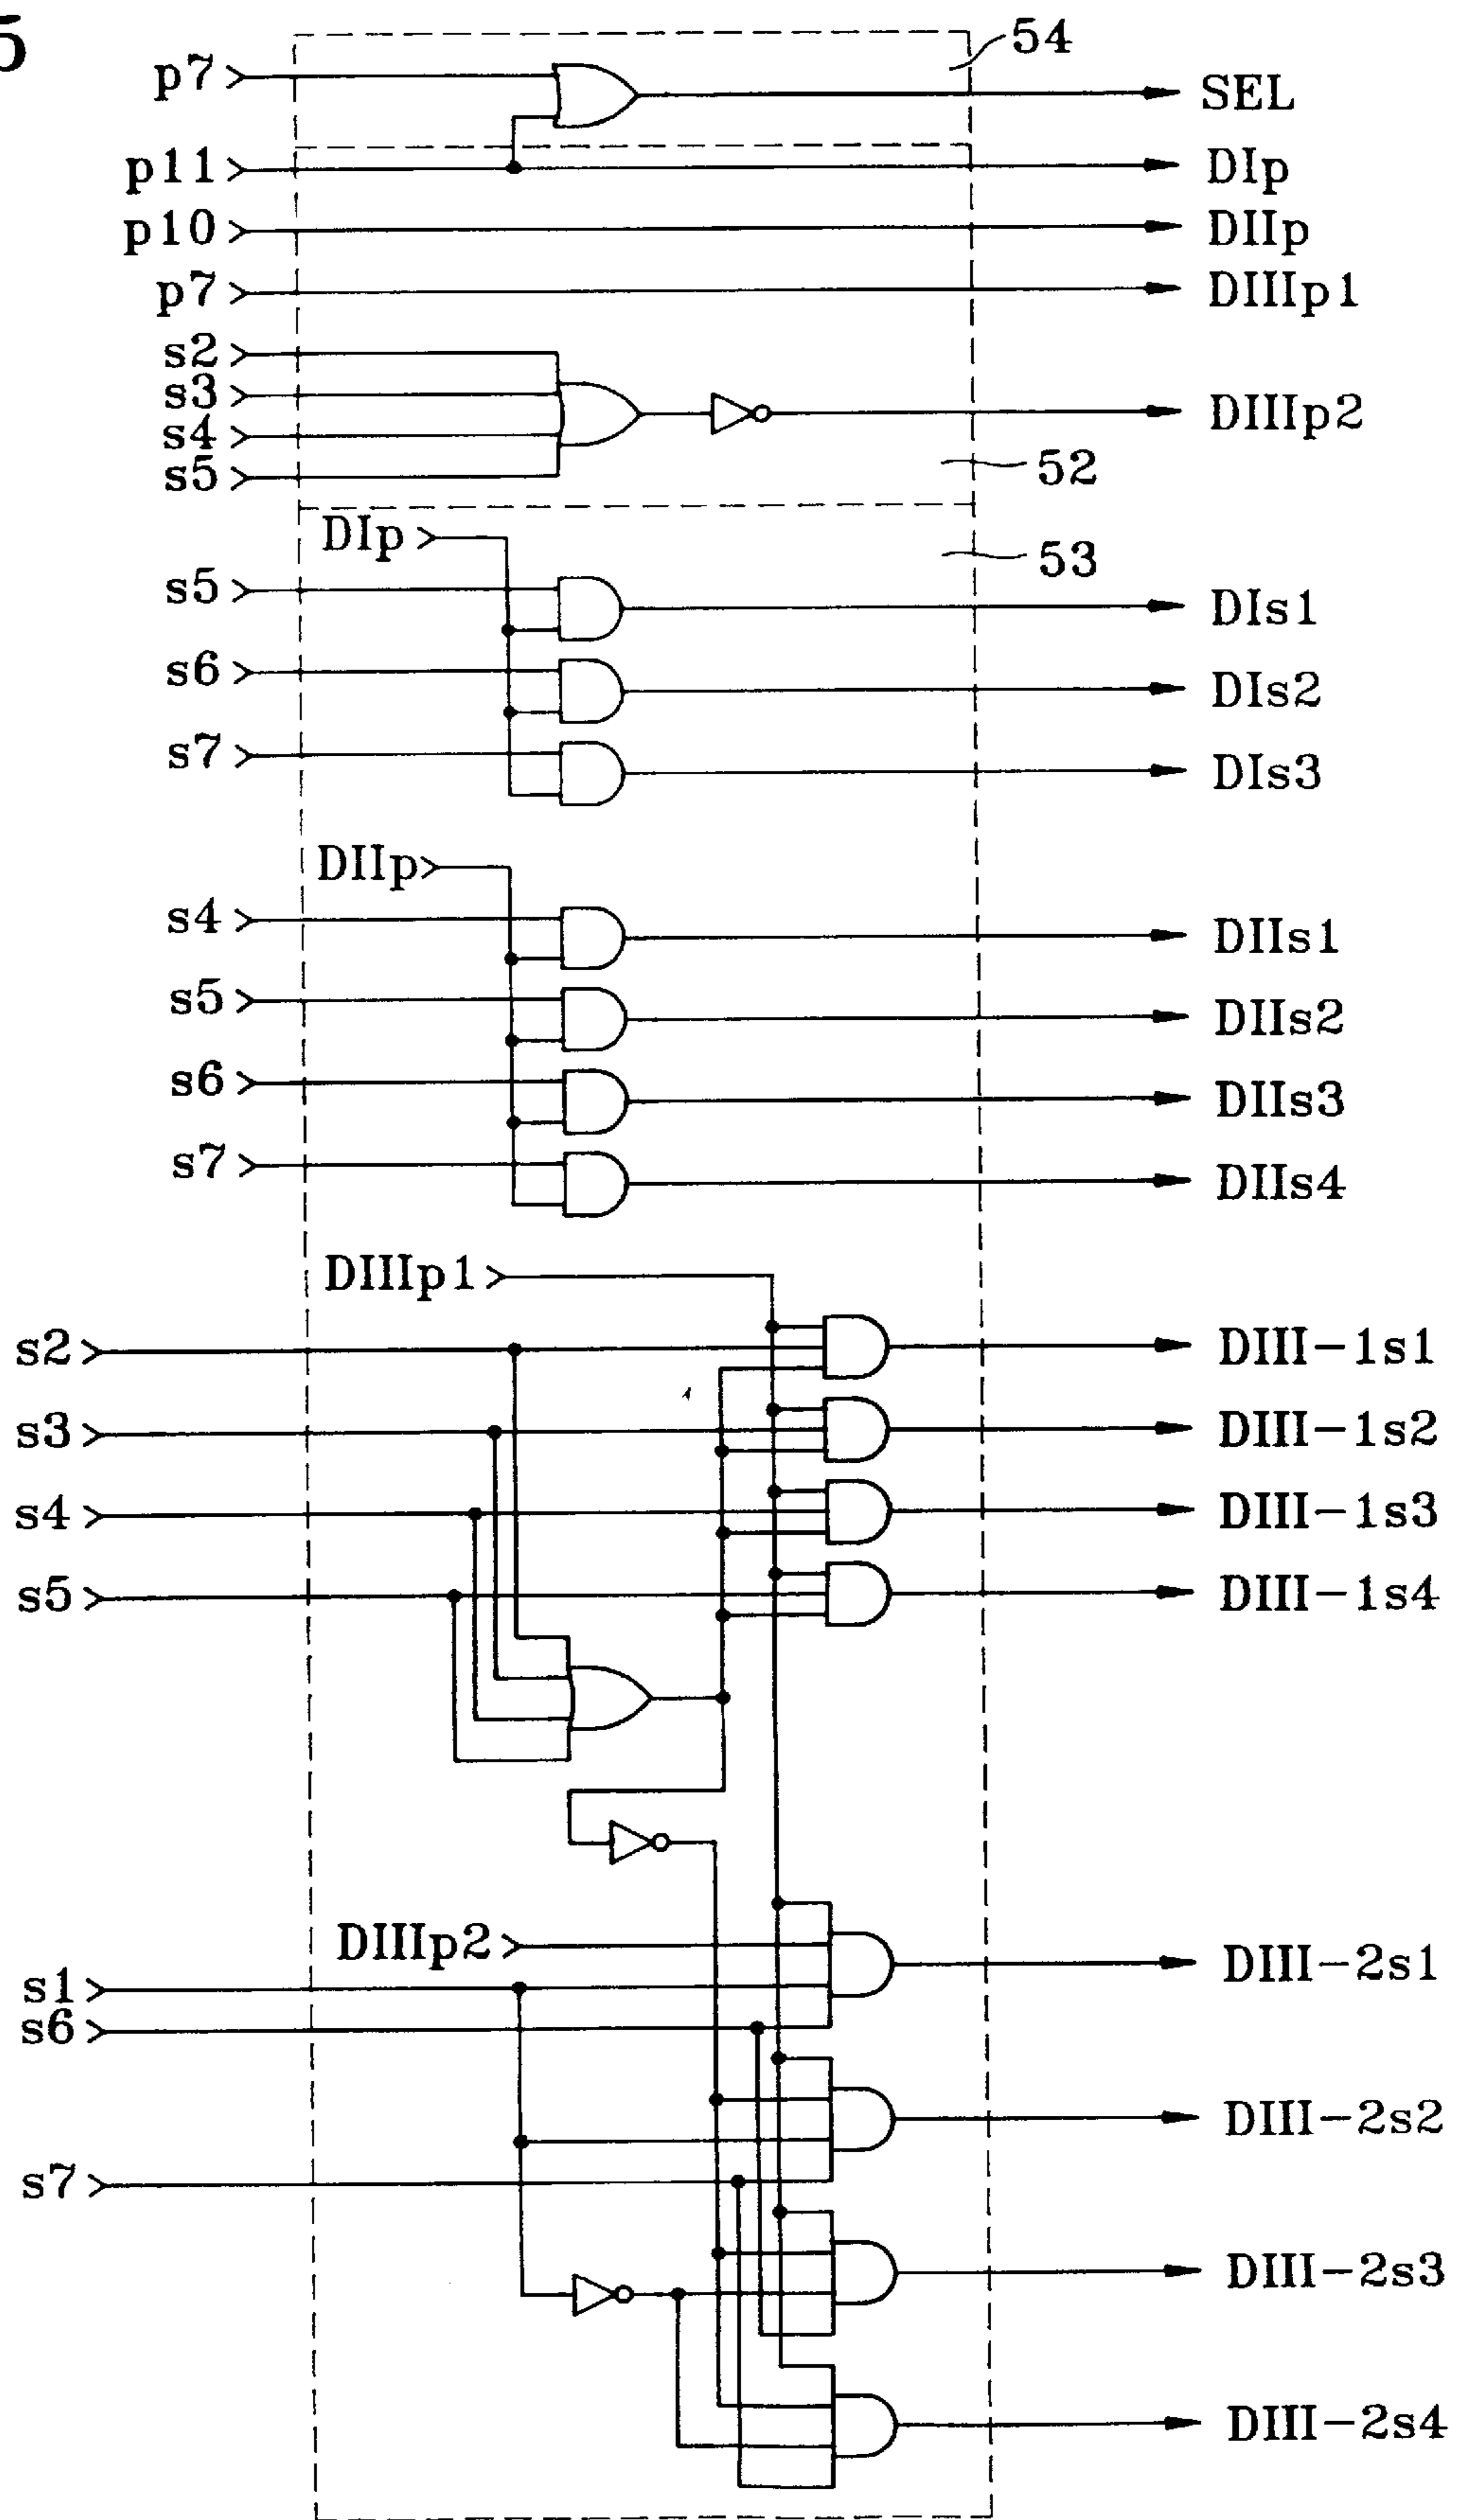 5
54
p7 SEL
p11 DIp
p10 DIIp
p7 DIIIp1
s2
s3
s4 DIIIp2
s5 52
DIp
53
s5 DIs1
s6 DIs2
s7 DIs3
DIIp
s4 DIIs1
s5 DIIs2
s6 DIIs3
s7 DIIs4
DIIIp1
s2 DIII-1s1
s3 DIII-1s2
s4 DIII-1s3
s5 DIII-1s4
DIIIp2
s1 DIII-2s1
s6
DIII-2s2
s7
DIII-2s3
DIII-2s4